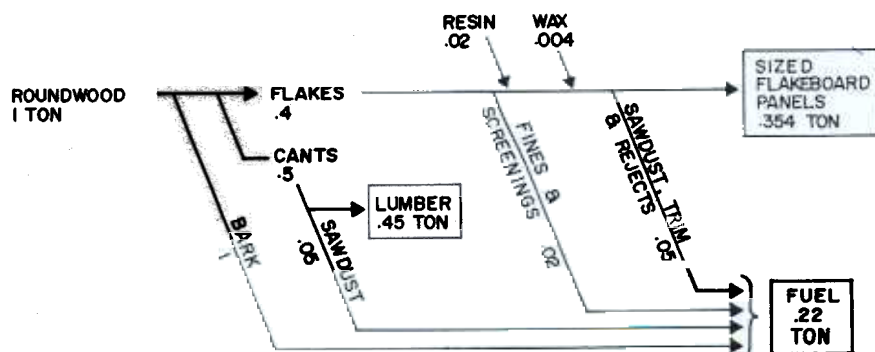 RESIN
.02
WAX
.004
ROUNDWOOD
1 TON
FLAKES
.4
SIZED
FLAKEBOARD
PANELS
.354 TON
CANTS
.5
LUMBER
.45 TON
BARK
.1
SAWDUST
.05
FINES &
SCREENINGS
.02
SAWDUST, TRIM
& REJECTS
.05
FUEL
.22
TON